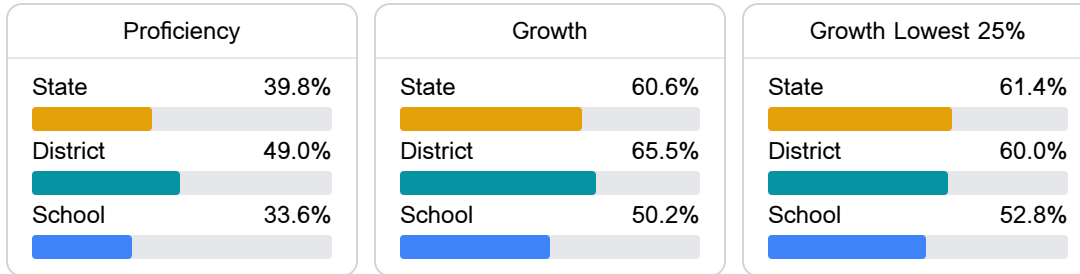 Proficiency
State 39.8%
District 49.0%
School 33.6%
Growth
State 60.6%
District 65.5%
School 50.2%
Growth Lowest 25%
State 61.4%
District 60.0%
School 52.8%